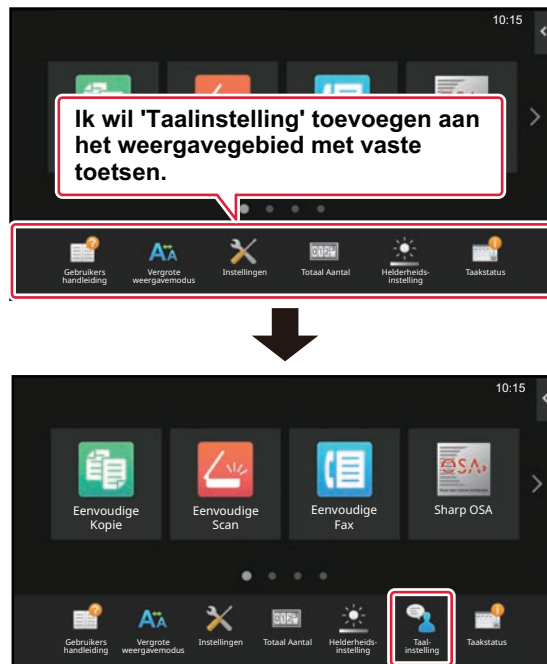 10:15
Ik wil 'Taalinstelling' toevoegen aan
het weergavegebied met vaste
toetsen.
Gebruikers
handleiding
Vergrote
weergavemodus
Instellingen
Totaal Aantal
Helderheids-
instelling
Taakstatus
10:15
Eenvoudige
Kopie
Eenvoudige
Scan
Eenvoudige
Fax
Sharp OSA
Gebruikers
handleiding
Vergrote
weergavemodus
Instellingen
Totaal Aantal
Helderheids-
instelling
Taal-
instelling
Taakstatus